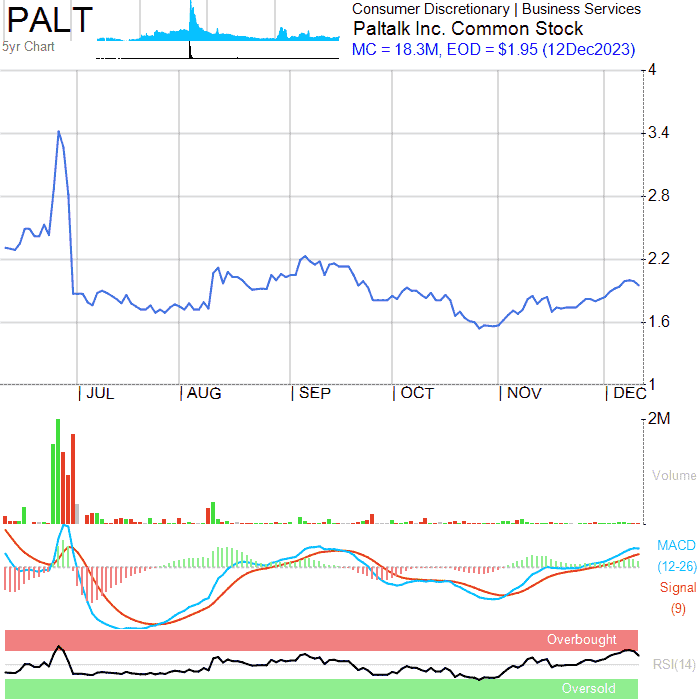 PALT
5yr Chart
Consumer Discretionary | Business Services
Paltalk Inc. Common Stock
MC = 18.3M, EOD = $1.95 (12Dec2023)
4
3.4
2.8
2.2
1.6
1
| JUL | AUG | SEP | OCT | NOV | DEC
2M
Volume
MACD
(12-26)
Signal
(9)
Overbought
RSI(14)
Oversold